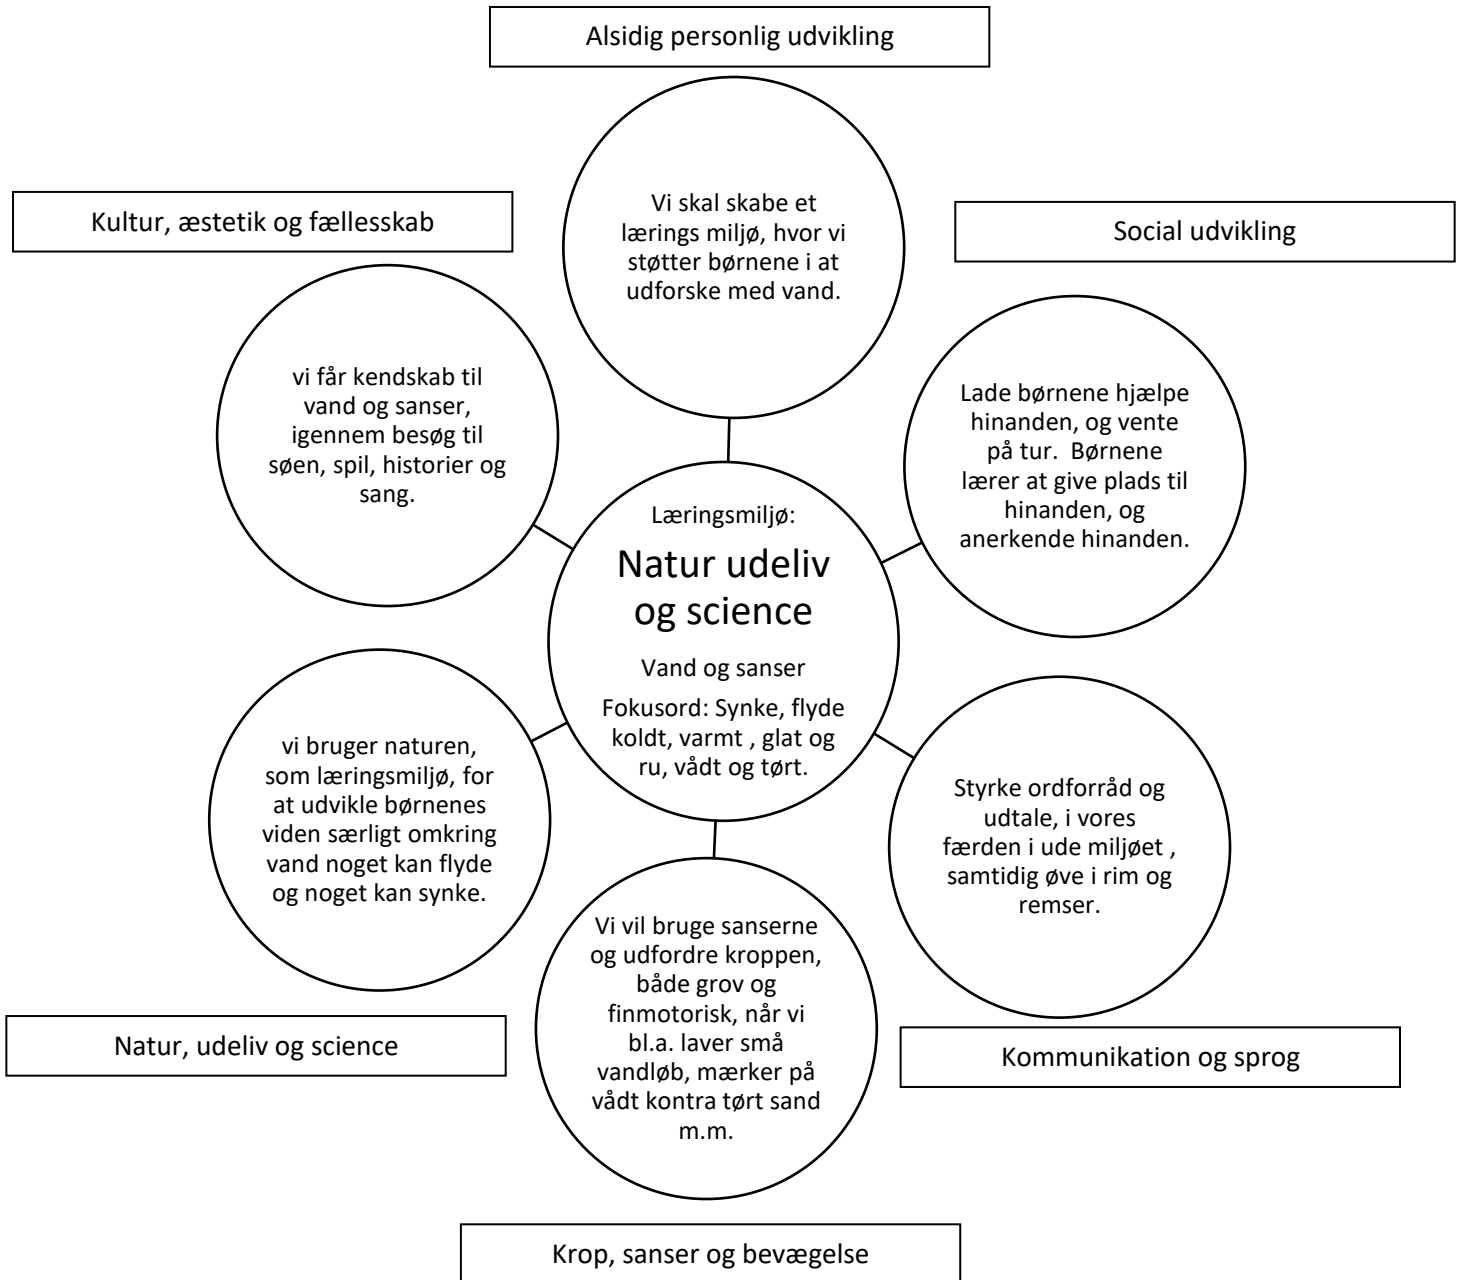 Alsidig personlig udvikling
Vi skal skabe et
lærings miljø, hvor vi
støtter børnene i at
udforske med vand.
Kultur, æstetik og fællesskab
vi får kendskab til
vand og sanser,
igennem besøg til
søen, spil, historier og
sang.
Social udvikling
Lade børnene hjælpe
hinanden, og vente
på tur.  Børnene
lærer at give plads til
hinanden, og
anerkende hinanden.
Læringsmiljø:
Natur udeliv
og science
Vand og sanser
Fokusord: Synke, flyde
koldt, varmt , glat og
ru, vådt og tørt.
vi bruger naturen,
som læringsmiljø, for
at udvikle børnenes
viden særligt omkring
vand noget kan flyde
og noget kan synke.
Natur, udeliv og science
Styrke ordforråd og
udtale, i vores
færden i ude miljøet ,
samtidig øve i rim og
remser.
Kommunikation og sprog
Vi vil bruge sanserne
og udfordre kroppen,
både grov og
finmotorisk, når vi
bl.a. laver små
vandløb, mærker på
vådt kontra tørt sand
m.m.
Krop, sanser og bevægelse